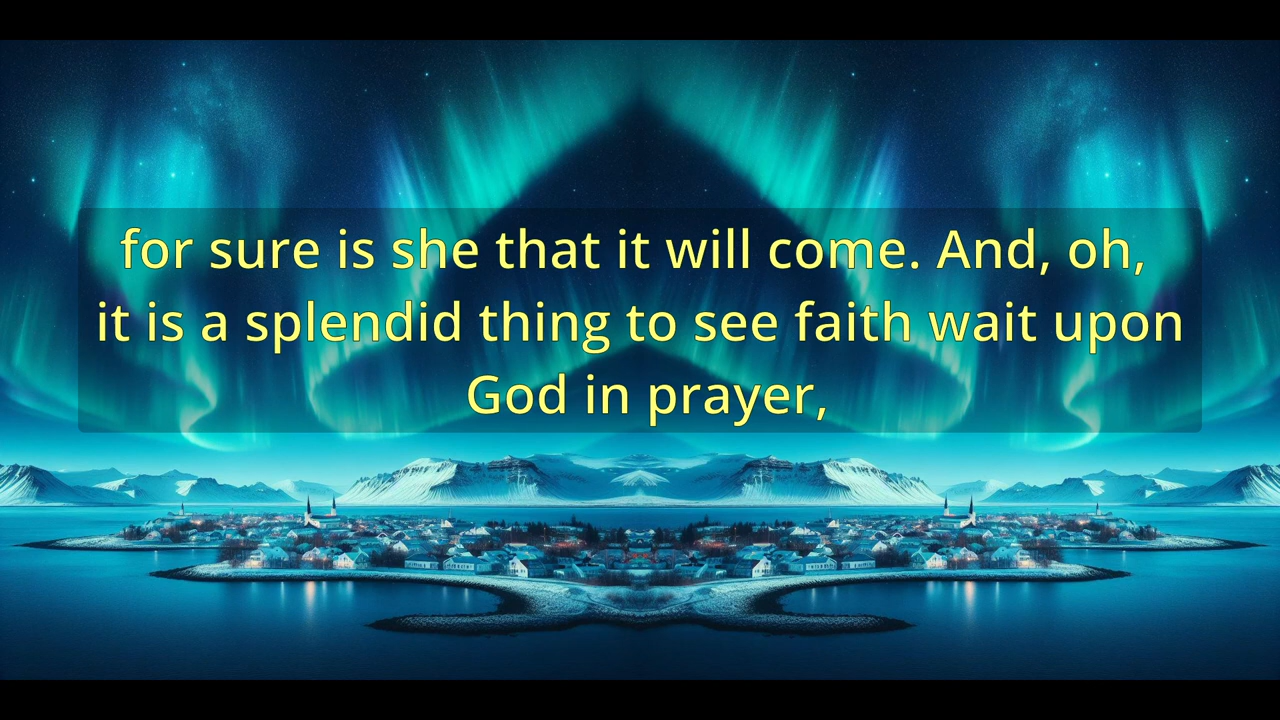 for sure is she that it will come. And, oh,
it is a splendid thing to see faith wait upon
God in prayer,